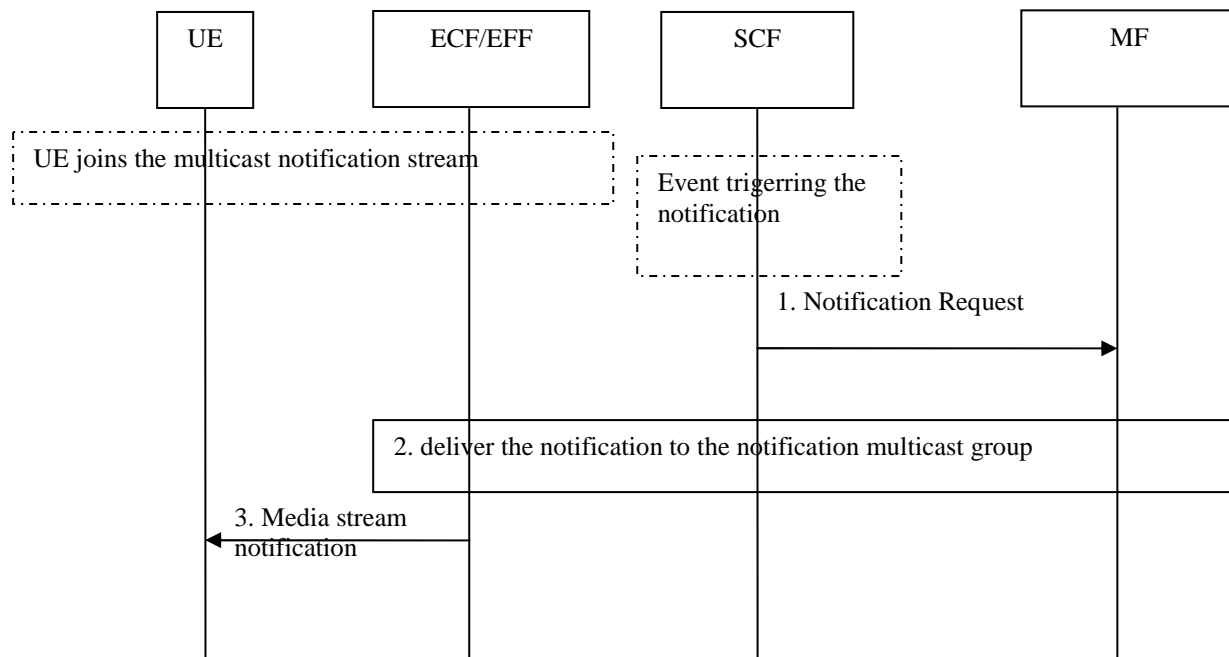 UE
ECF/EFF
SCF
MF
UE joins the multicast notification stream
Event trigerring the
notification
1. Notification Request
2. deliver the notification to the notification multicast group
3. Media stream
notification